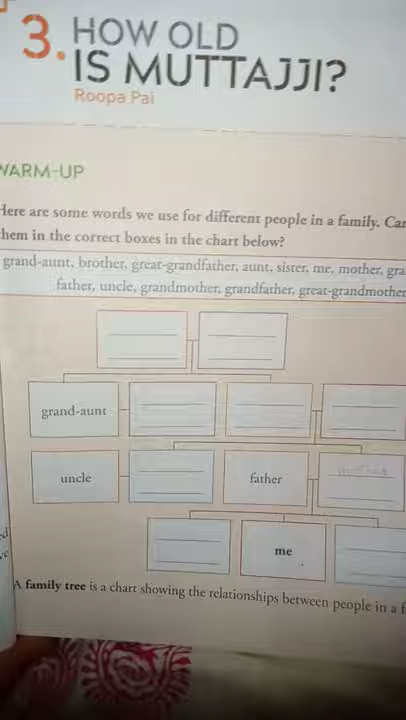 3. HOW OLD
IS MUTTAJJI?
Roopa Pai
WARM-UP
Here are some words we use for different people in a family. Can
them in the correct boxes in the chart below?
grand-aunt, brother, great-grandfather, aunt, sister, me, mother, gra
father, uncle, grandmother, grandfather, great-grandmother
grand-aunt
uncle
father
mother
me
A family tree is a chart showing the relationships between people in a f